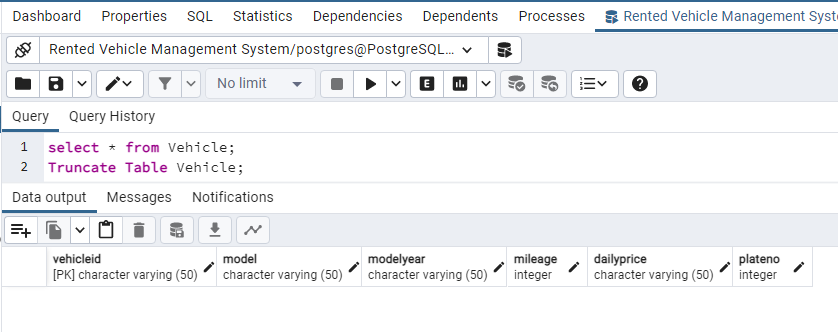 Dashboard Properties SQL Statistics Dependencies Dependents Processes Rented Vehicle Management Syst
Rented Vehicle Management System/postgres@PostgreSQL...
No limit
E
Query Query History
1 select * from Vehicle;
2 Truncate Table Vehicle;
Data output Messages Notifications
vehicleid model modelyear mileage dailyprice plateno
[PK] character varying (50) character varying (50) character varying (50) integer character varying (50) integer